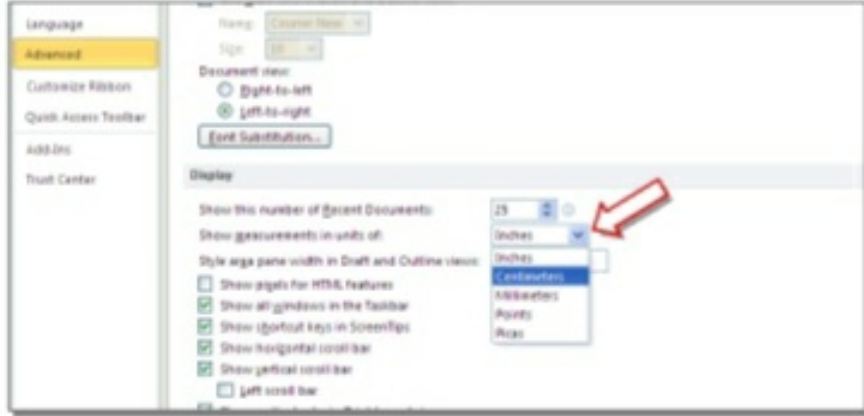 Language
Advanced
Customize Ribbon
Quick Access Toolbar
Add-Ins
Trust Center
Name: Courier New
Size: 10
Document view:
Right-to-left
Left-to-right
Font Substitution...
Display
Show this number of Recent Documents: 25
Show measurements in units of: Inches
Inches
Style area pane width in Draft and Outline views:
Centimeters
Show pixels for HTML features
Millimeters
Show all windows in the Taskbar
Points
Show shortcut keys in ScreenTips
Picas
Show horizontal scroll bar
Show vertical scroll bar
Left scroll bar